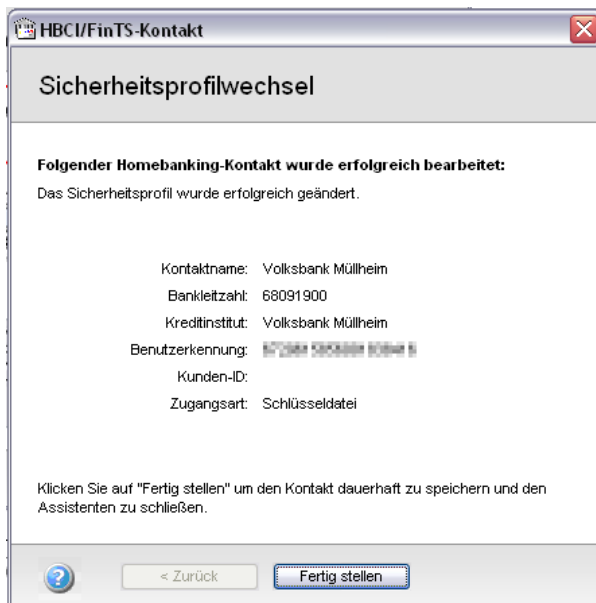 HBCI/FinTS-Kontakt
Sicherheitsprofilwechsel
Folgender Homebanking-Kontakt wurde erfolgreich bearbeitet:
Das Sicherheitsprofil wurde erfolgreich geändert.
Kontaktname: Volksbank Müllheim
Bankleitzahl: 68091900
Kreditinstitut: Volksbank Müllheim
Benutzerkennung:
Kunden-ID:
Zugangsart: Schlüsseldatei
Klicken Sie auf "Fertig stellen" um den Kontakt dauerhaft zu speichern und den
Assistenten zu schließen.
< Zurück Fertig stellen